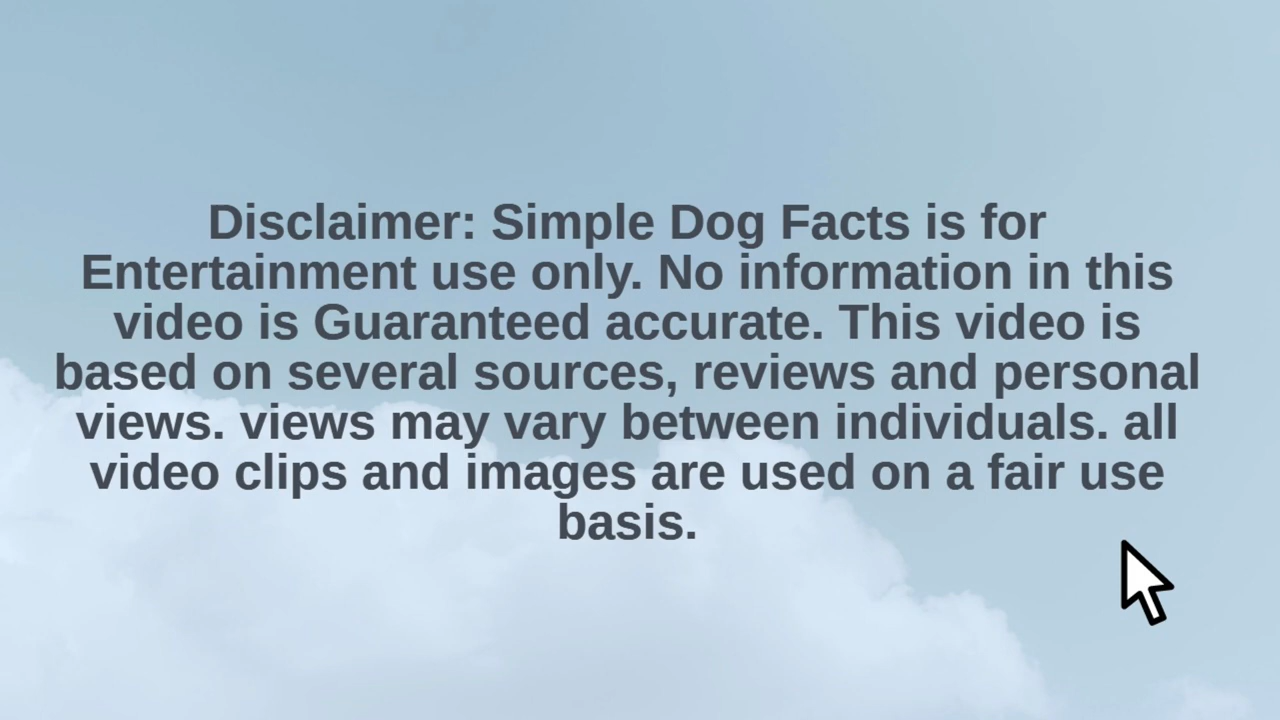 Disclaimer: Simple Dog Facts is for
Entertainment use only. No information in this
video is Guaranteed accurate. This video is
based on several sources, reviews and personal
views. views may vary between individuals. all
video clips and images are used on a fair use
basis.